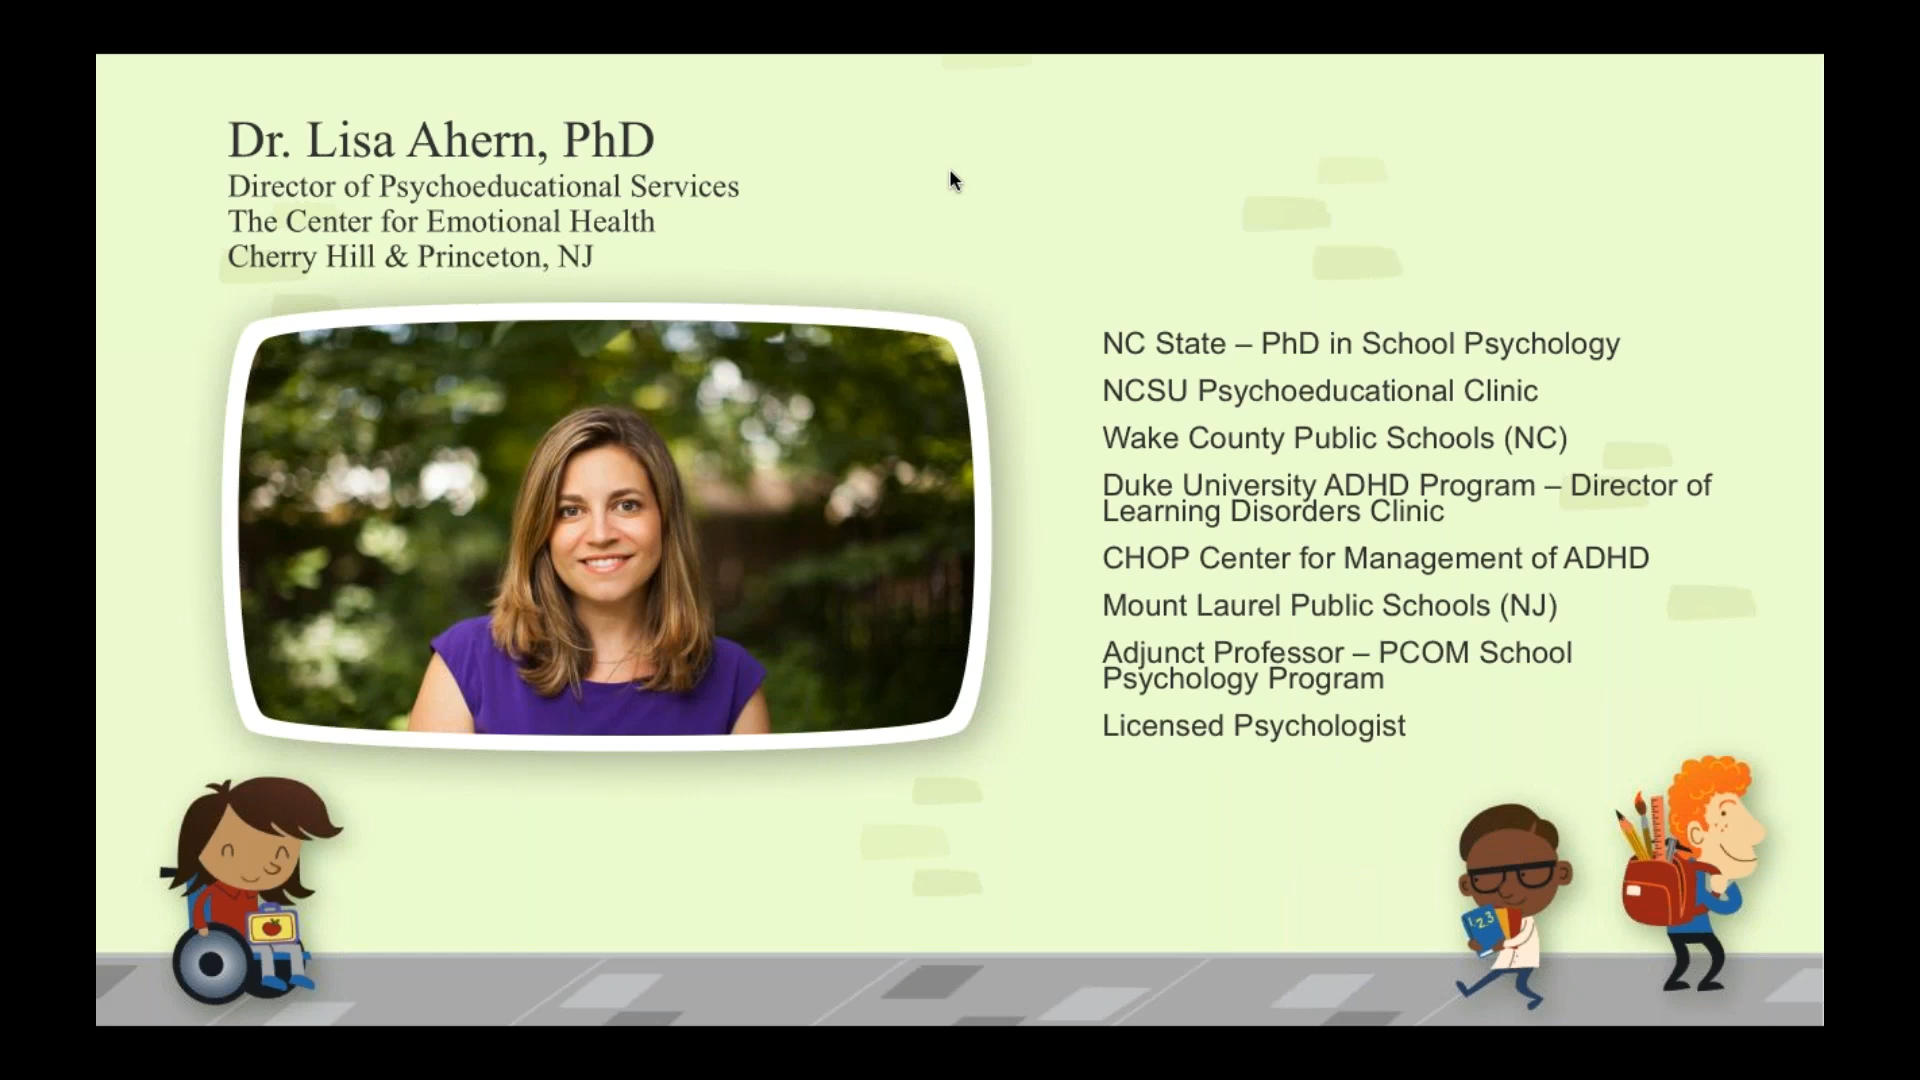 Dr. Lisa Ahern, PhD
Director of Psychoeducational Services
The Center for Emotional Health
Cherry Hill & Princeton, NJ
NC State – PhD in School Psychology
NCSU Psychoeducational Clinic
Wake County Public Schools (NC)
Duke University ADHD Program – Director of
Learning Disorders Clinic
CHOP Center for Management of ADHD
Mount Laurel Public Schools (NJ)
Adjunct Professor – PCOM School
Psychology Program
Licensed Psychologist
1,2,3